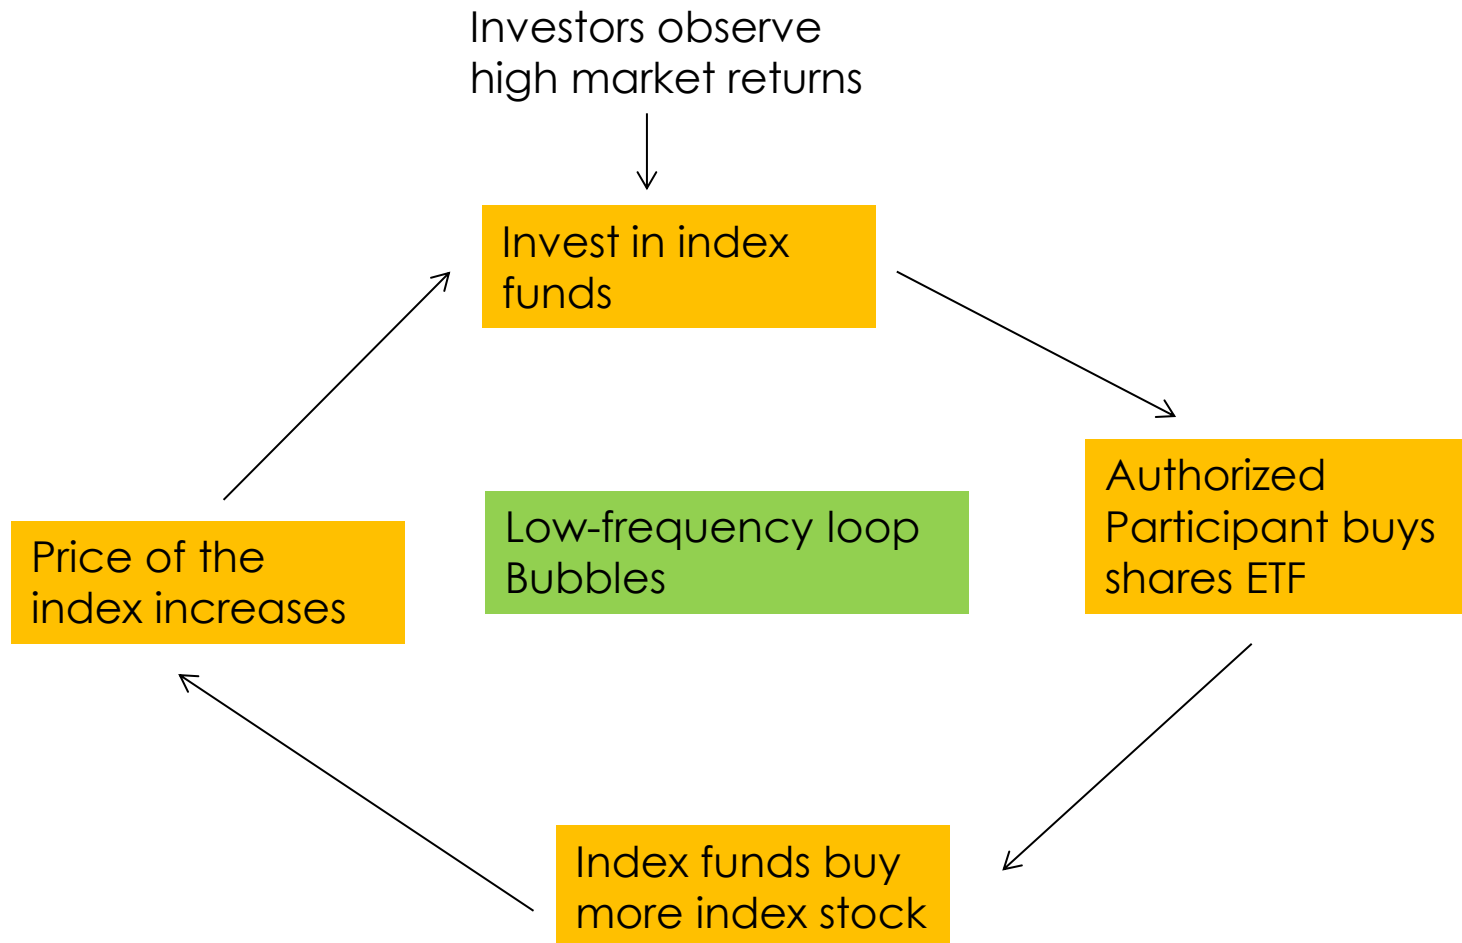 Investors observe
high market returns
Invest in index
funds
Authorized
Participant buys
shares ETF
Low-frequency loop
Bubbles
Price of the
index increases
Index funds buy
more index stock